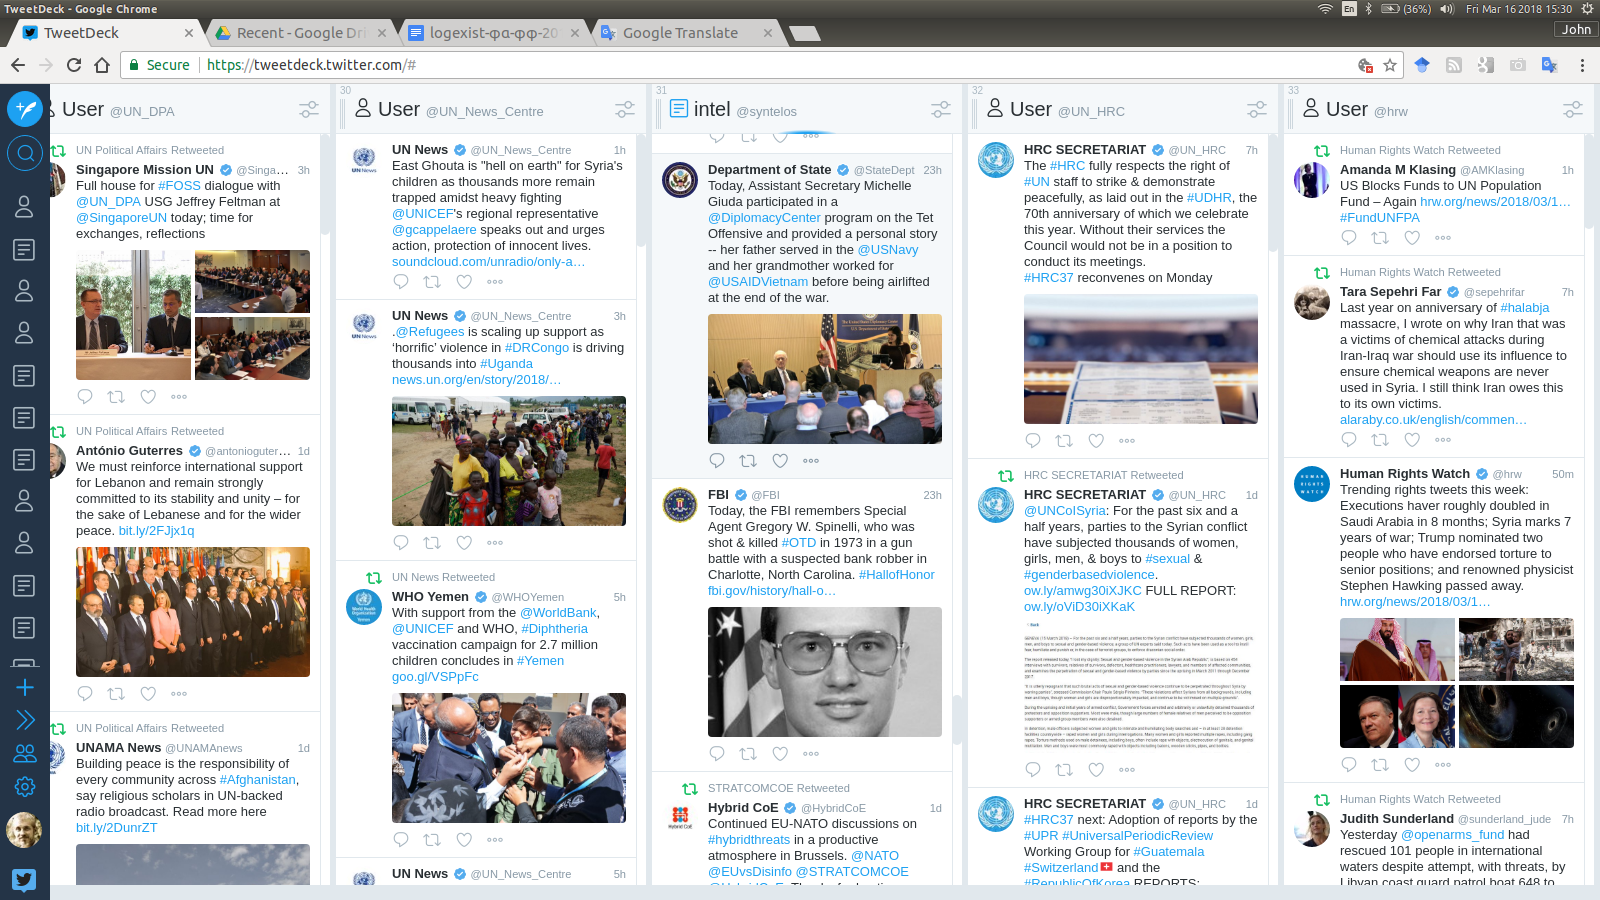 TweetDeck - Google Chrome
En (36%) Fri Mar 16 2018 15:30
TweetDeck Recent - Google Dri logexist-φα-φφ-20 Google Translate John
Secure https://tweetdeck.twitter.com/#
User @UN_DPA
UN Political Affairs Retweeted
Singapore Mission UN @Singa... 3h
Full house for #FOSS dialogue with
@UN_DPA USG Jeffrey Feltman at
@SingaporeUN today; time for
exchanges, reflections
UN Political Affairs Retweeted
António Guterres @antonioguter... 1d
We must reinforce international support
for Lebanon and remain strongly
committed to its stability and unity – for
the sake of Lebanese and for the wider
peace. bit.ly/2FJjx1q
UN Political Affairs Retweeted
UNAMA News @UNAMAnews 1d
Building peace is the responsibility of
every community across #Afghanistan,
say religious scholars in UN-backed
radio broadcast. Read more here
bit.ly/2DunrZT
30
User @UN_News_Centre
UN News @UN_News_Centre 1h
East Ghouta is "hell on earth" for Syria's
children as thousands more remain
trapped amidst heavy fighting
@UNICEF's regional representative
@gcappelaere speaks out and urges
action, protection of innocent lives.
soundcloud.com/unradio/only-a…
UN News @UN_News_Centre 3h
.@Refugees is scaling up support as
‘horrific’ violence in #DRCongo is driving
thousands into #Uganda
news.un.org/en/story/2018/…
UN News Retweeted
WHO Yemen @WHOYemen 5h
With support from the @WorldBank,
@UNICEF and WHO, #Diphtheria
vaccination campaign for 2.7 million
children concludes in #Yemen
goo.gl/VSPpFc
UN News @UN_News_Centre 5h
31
intel @syntelos
Department of State @StateDept 23h
Today, Assistant Secretary Michelle
Giuda participated in a
@DiplomacyCenter program on the Tet
Offensive and provided a personal story
-- her father served in the @USNavy
and her grandmother worked for
@USAIDVietnam before being airlifted
at the end of the war.
FBI @FBI 23h
Today, the FBI remembers Special
Agent Gregory W. Spinelli, who was
shot & killed #OTD in 1973 in a gun
battle with a suspected bank robber in
Charlotte, North Carolina. #HallofHonor
fbi.gov/history/hall-o…
STRATCOMCOE Retweeted
Hybrid CoE @HybridCoE 1d
Continued EU-NATO discussions on
#hybridthreats in a productive
atmosphere in Brussels. @NATO
@EUvsDisinfo @STRATCOMCOE
32
User @UN_HRC
HRC SECRETARIAT @UN_HRC 7h
The #HRC fully respects the right of
#UN staff to strike & demonstrate
peacefully, as laid out in the #UDHR, the
70th anniversary of which we celebrate
this year. Without their services the
Council would not be in a position to
conduct its meetings.
#HRC37 reconvenes on Monday
HRC SECRETARIAT Retweeted
HRC SECRETARIAT @UN_HRC 1d
@UNCoISyria: For the past six and a
half years, parties to the Syrian conflict
have subjected thousands of women,
girls, men, & boys to #sexual &
#genderbasedviolence.
ow.ly/amwg30iXJKC FULL REPORT:
ow.ly/oViD30iXKaK
HRC SECRETARIAT @UN_HRC 1d
#HRC37 next: Adoption of reports by the
#UPR #UniversalPeriodicReview
Working Group for #Guatemala
#Switzerland and the
#RepublicOfKorea REPORTS:
33
User @hrw
Human Rights Watch Retweeted
Amanda M Klasing @AMKlasing 1h
US Blocks Funds to UN Population
Fund – Again hrw.org/news/2018/03/1…
#FundUNFPA
Human Rights Watch Retweeted
Tara Sepehri Far @sepehrifar 7h
Last year on anniversary of #halabja
massacre, I wrote on why Iran that was
a victims of chemical attacks during
Iran-Iraq war should use its influence to
ensure chemical weapons are never
used in Syria. I still think Iran owes this
to its own victims.
alaraby.co.uk/english/commen…
Human Rights Watch @hrw 50m
Trending rights tweets this week:
Executions haver roughly doubled in
Saudi Arabia in 8 months; Syria marks 7
years of war; Trump nominated two
people who have endorsed torture to
senior positions; and renowned physicist
Stephen Hawking passed away.
hrw.org/news/2018/03/1…
Human Rights Watch Retweeted
Judith Sunderland @sunderland_jude 7h
Yesterday @openarms_fund had
rescued 101 people in international
waters despite attempt, with threats, by
Libyan coast guard patrol boat 648 to